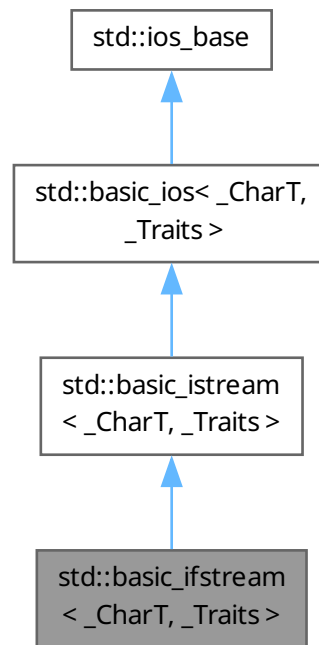 std::ios_base
std::basic_ios< _CharT,
_Traits >
std::basic_istream
< _CharT, _Traits >
std::basic_ifstream
< _CharT, _Traits >